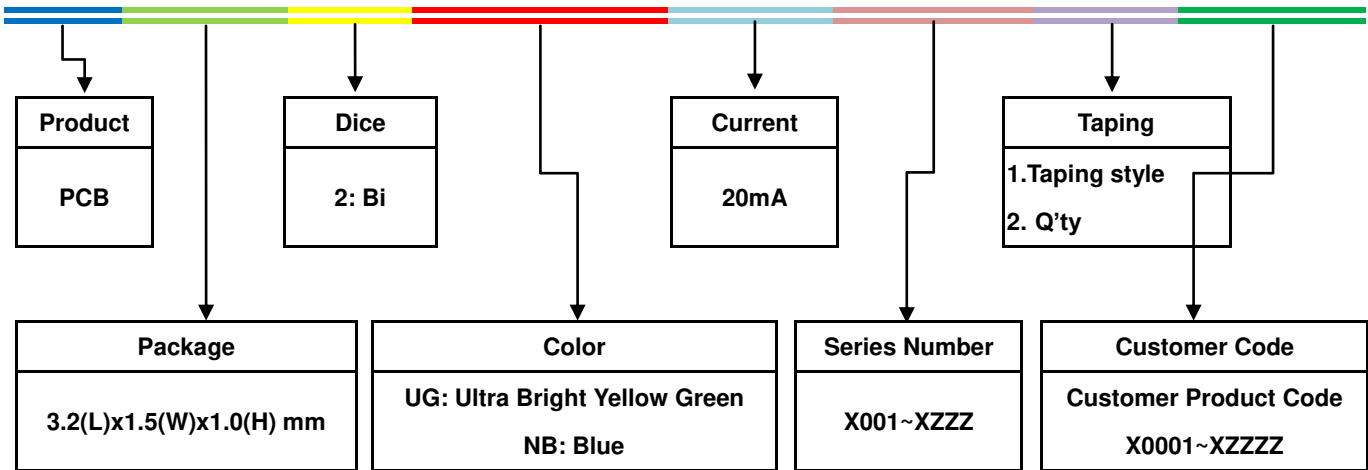 Product
PCB
Dice
2: Bi
Current
20mA
Taping
1.Taping style
2. Q’ty
Package
3.2(L)x1.5(W)x1.0(H) mm
Color
UG: Ultra Bright Yellow Green
NB: Blue
Series Number
X001~XZZZ
Customer Code
Customer Product Code
X0001~XZZZZ